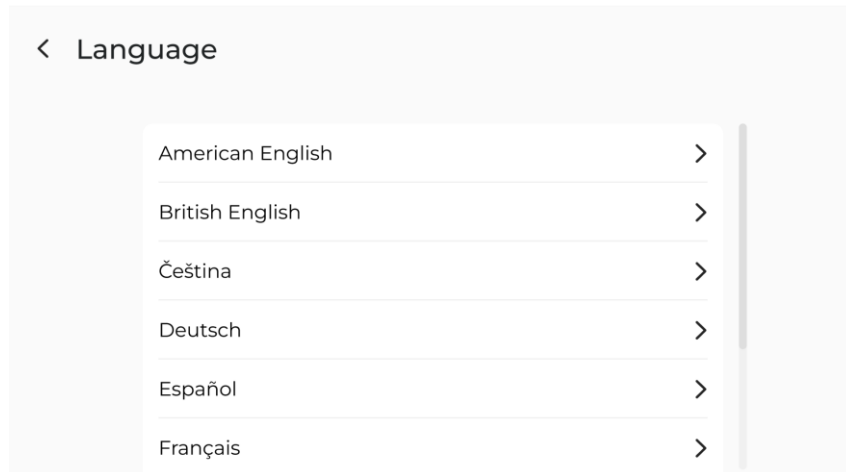 Language
American English
British English
Čeština
Deutsch
Español
Français